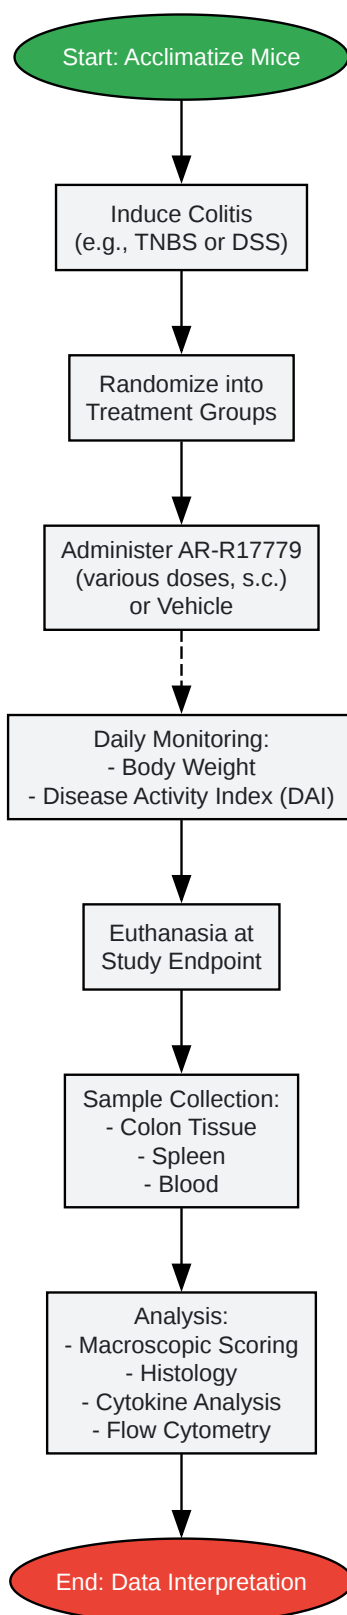 Start: Acclimatize Mice
Induce Colitis
(e.g., TNBS or DSS)
Randomize into
Treatment Groups
Administer AR-R17779
(various doses, s.c.)
or Vehicle
Daily Monitoring:
- Body Weight
- Disease Activity Index (DAI)
Euthanasia at
Study Endpoint
Sample Collection:
- Colon Tissue
- Spleen
- Blood
Analysis:
- Macroscopic Scoring
- Histology
- Cytokine Analysis
- Flow Cytometry
End: Data Interpretation